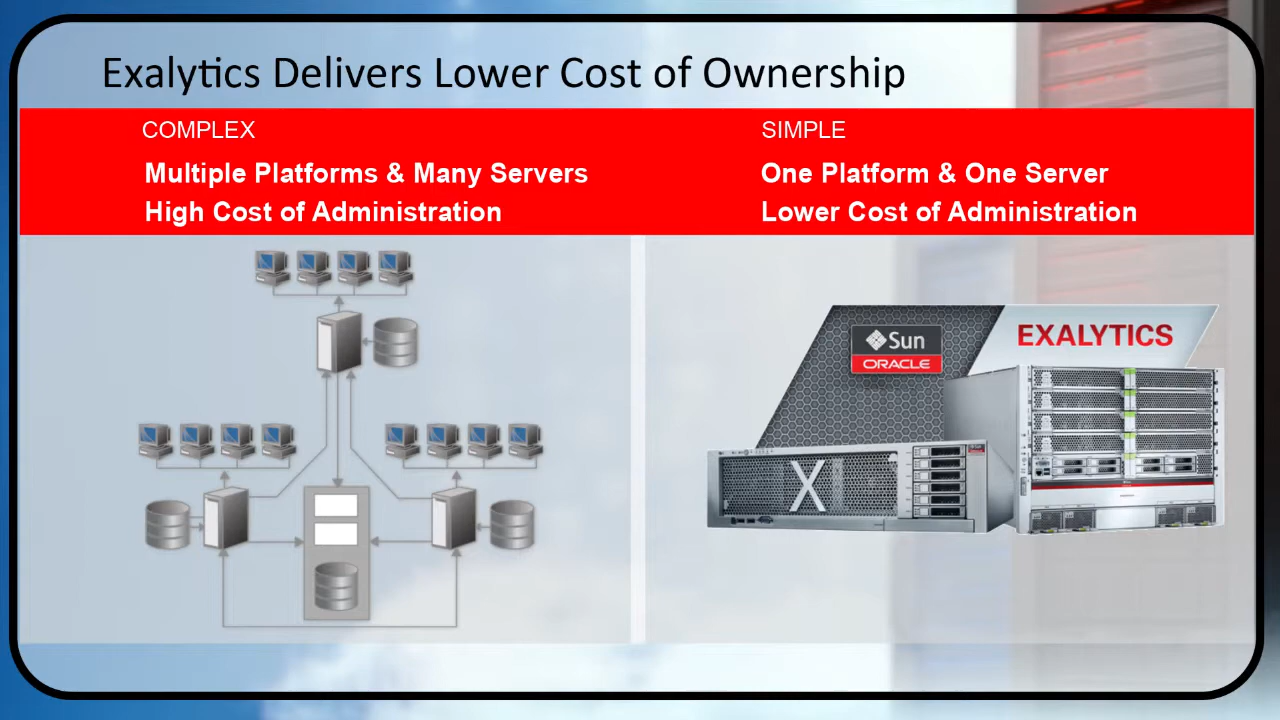 Exalytics Delivers Lower Cost of Ownership
COMPLEX
Multiple Platforms & Many Servers
High Cost of Administration
SIMPLE
One Platform & One Server
Lower Cost of Administration
Sun
ORACLE
EXALYTICS
X